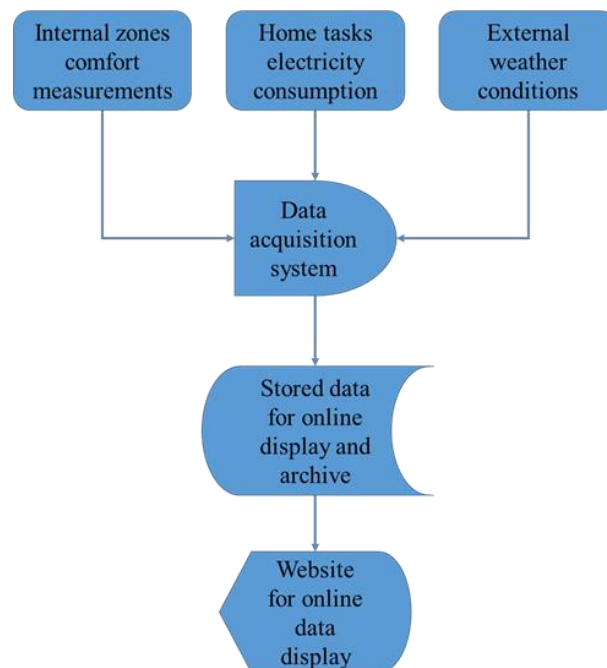 Internal zones
comfort
measurements
Home tasks
electricity
consumption
External
weather
conditions
Data
acquisition
system
Stored data
for online
display and
archive
Website
for online
data
display